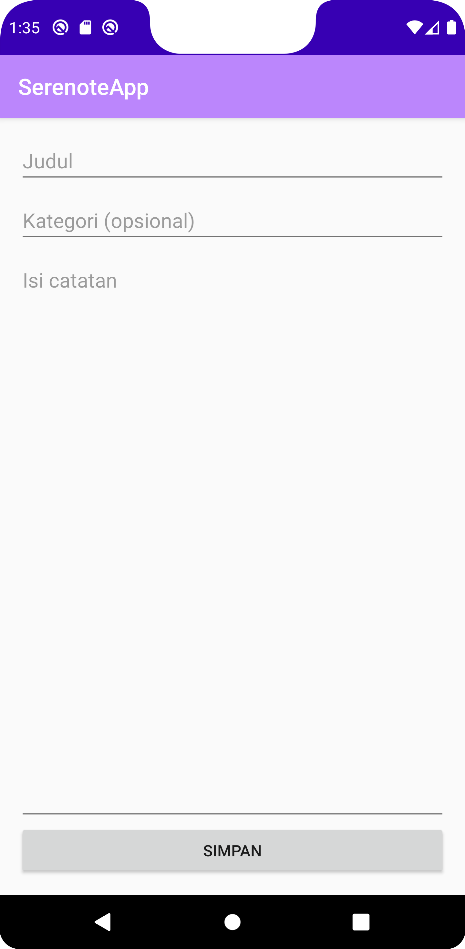 1:35
SerenoteApp
Judul
Kategori (opsional)
Isi catatan
SIMPAN